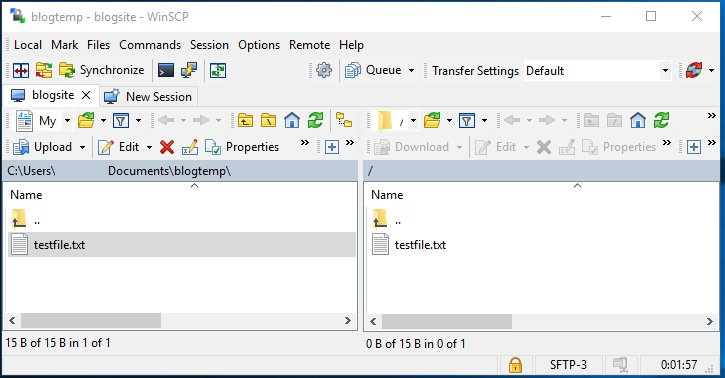 blogtemp - blogsite - WinSCP
Local Mark Files Commands Session Options Remote Help
Synchronize Queue Transfer Settings Default
blogsite New Session
My /
Upload Edit Properties Download Edit Properties
C:\Users\ Documents\blogtemp\ /
Name Name
.. ..
testfile.txt testfile.txt
15 B of 15 B in 1 of 1 0 B of 15 B in 0 of 1
SFTP-3 0:01:57